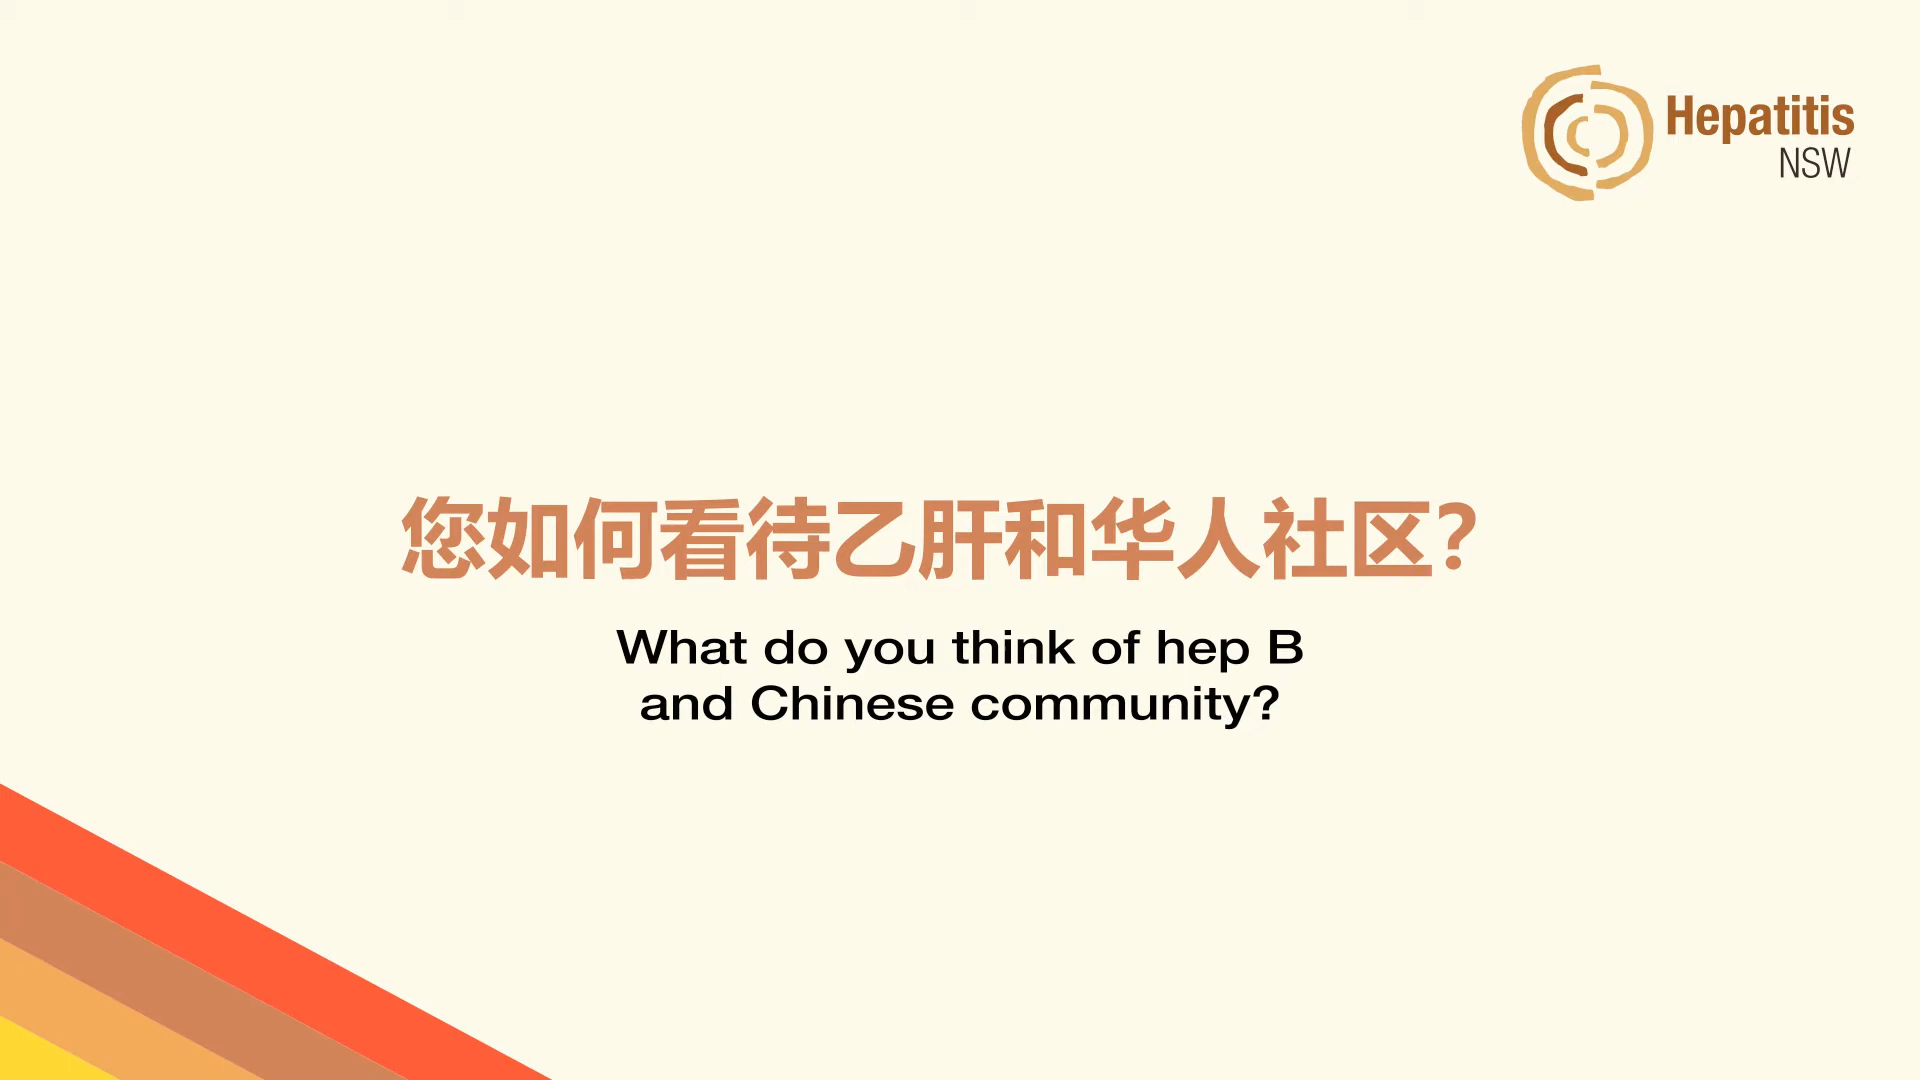 Hepatitis
NSW
您如何看待乙肝和华人社区？
What do you think of hep B
and Chinese community?